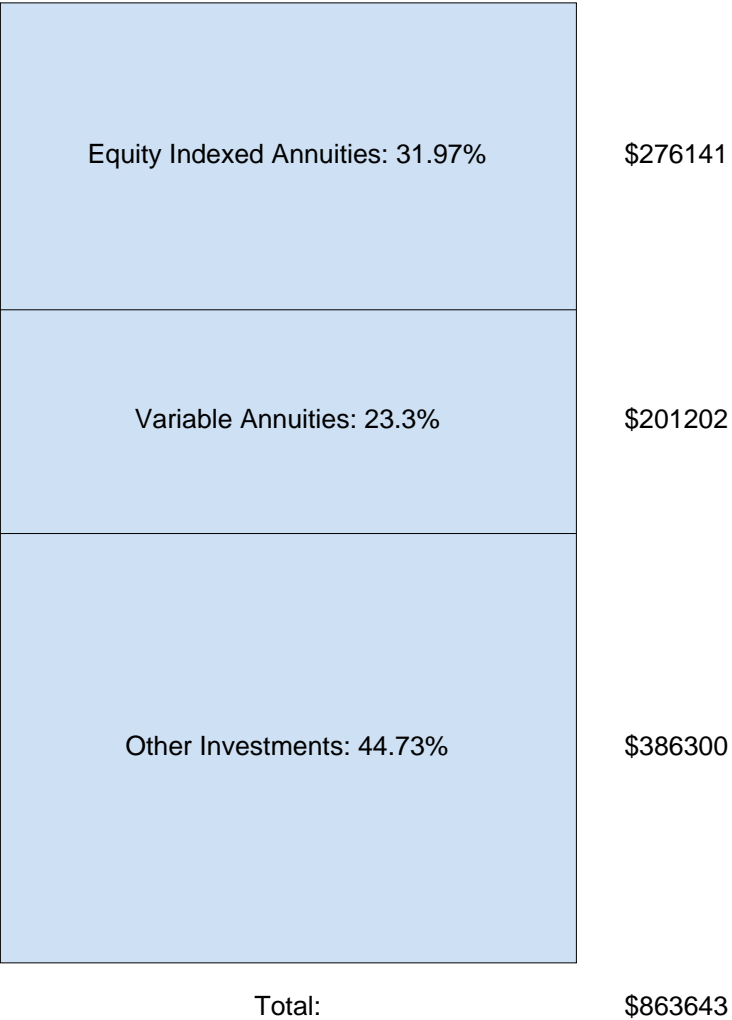 Equity Indexed Annuities: 31.97% $276141
Variable Annuities: 23.3% $201202
Other Investments: 44.73% $386300
Total: $863643